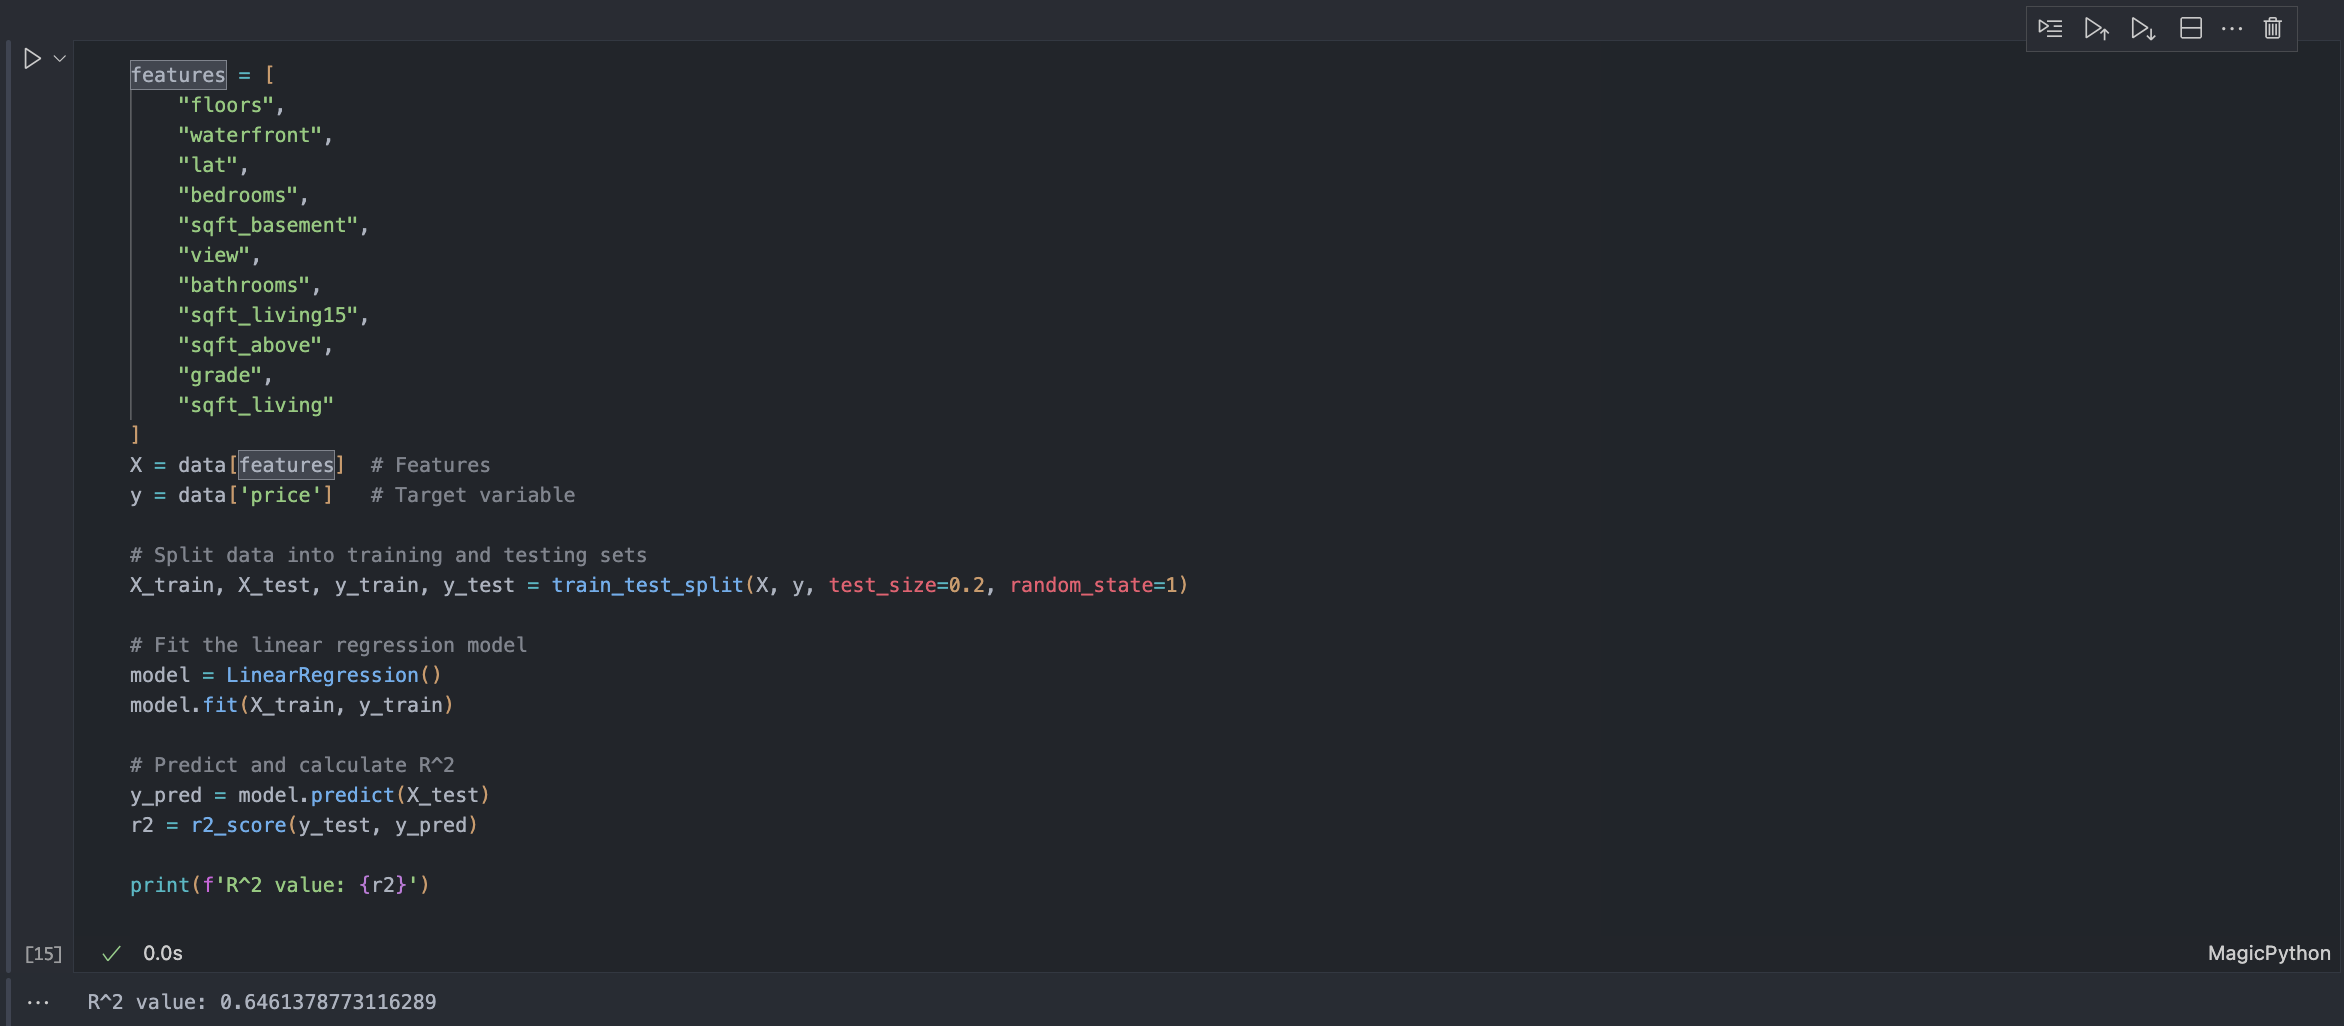 features = [
    "floors",
    "waterfront",
    "lat",
    "bedrooms",
    "sqft_basement",
    "view",
    "bathrooms",
    "sqft_living15",
    "sqft_above",
    "grade",
    "sqft_living"
]
X = data[features]  # Features
y = data['price']   # Target variable

# Split data into training and testing sets
X_train, X_test, y_train, y_test = train_test_split(X, y, test_size=0.2, random_state=1)

# Fit the linear regression model
model = LinearRegression()
model.fit(X_train, y_train)

# Predict and calculate R^2
y_pred = model.predict(X_test)
r2 = r2_score(y_test, y_pred)

print(f'R^2 value: {r2}')
[15] 0.0s MagicPython
R^2 value: 0.6461378773116289